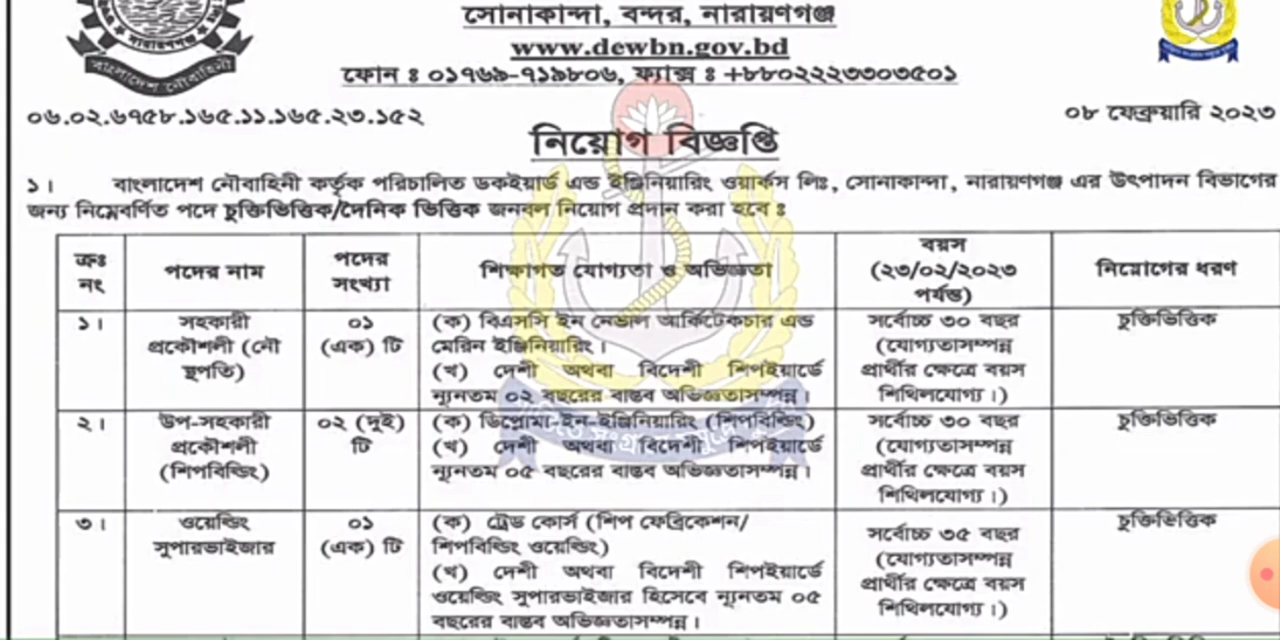 সোনাকান্দা, বন্দর, নারায়ণগঞ্জ
www.dewbn.gov.bd
ফোন ঃ ০১৭৬৯-৭১৯৮০৬, ফ্যাক্স ঃ +৮৮০২২২৩৩০৩৫০১
বাংলাদেশ নৌবাহিনী
০৬.০২.৬৭৫৮.১৬৫.১১.১৬৫.২৩.১৫২
০৮ ফেব্রুয়ারি ২০২৩
নিয়োগ বিজ্ঞপ্তি
১। বাংলাদেশ নৌবাহিনী কর্তৃক পরিচালিত ডকইয়ার্ড এন্ড ইঞ্জিনিয়ারিং ওয়ার্কস লিঃ, সোনাকান্দা, নারায়ণগঞ্জ এর উৎপাদন বিভাগের
জন্য নিম্নেবর্ণিত পদে চুক্তিভিত্তিক/দৈনিক ভিত্তিক জনবল নিয়োগ প্রদান করা হবে ঃ
ক্রঃ
নং
পদের নাম
পদের
সংখ্যা
শিক্ষাগত যোগ্যতা ও অভিজ্ঞতা
বয়স
(২৩/০২/২০২৩
পর্যন্ত)
নিয়োগের ধরণ
১।
সহকারী
প্রকৌশলী (নৌ
স্থপতি)
০১
(এক) টি
(ক) বিএসসি ইন নেভাল আর্কিটেকচার এন্ড
মেরিন ইঞ্জিনিয়ারিং।
(খ) দেশী অথবা বিদেশী শিপইয়ার্ডে
ন্যূনতম ০২ বছরের বাস্তব অভিজ্ঞতাসম্পন্ন।
সর্বোচ্চ ৩০ বছর
(যোগ্যতাসম্পন্ন
প্রার্থীর ক্ষেত্রে বয়স
শিথিলযোগ্য।)
চুক্তিভিত্তিক
২।
উপ-সহকারী
প্রকৌশলী
(শিপবিল্ডিং)
০২ (দুই)
টি
(ক) ডিপ্লোমা-ইন-ইঞ্জিনিয়ারিং (শিপবিল্ডিং)
(খ) দেশী অথবা বিদেশী শিপইয়ার্ডে
ন্যূনতম ০৫ বছরের বাস্তব অভিজ্ঞতাসম্পন্ন।
সর্বোচ্চ ৩০ বছর
(যোগ্যতাসম্পন্ন
প্রার্থীর ক্ষেত্রে বয়স
শিথিলযোগ্য।)
চুক্তিভিত্তিক
৩।
ওয়েল্ডিং
সুপারভাইজার
০১
(এক) টি
(ক) ট্রেড কোর্স (শিপ ফেব্রিকেশন/
শিপবিল্ডিং ওয়েল্ডিং)
(খ) দেশী অথবা বিদেশী শিপইয়ার্ডে
ওয়েল্ডিং সুপারভাইজার হিসেবে ন্যূনতম ০৫
বছরের বাস্তব অভিজ্ঞতাসম্পন্ন।
সর্বোচ্চ ৩৫ বছর
(যোগ্যতাসম্পন্ন
প্রার্থীর ক্ষেত্রে বয়স
শিথিলযোগ্য।)
চুক্তিভিত্তিক